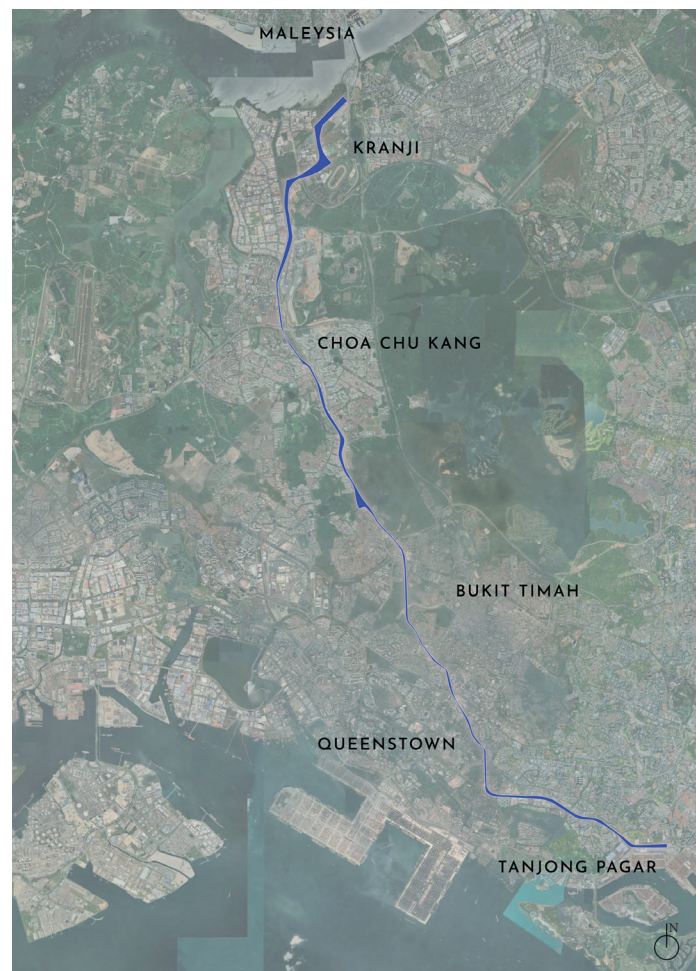 MALEYSIA
KRANJI
CHOA CHU KANG
BUKIT TIMAH
QUEENSTOWN
TANJONG PAGAR
N